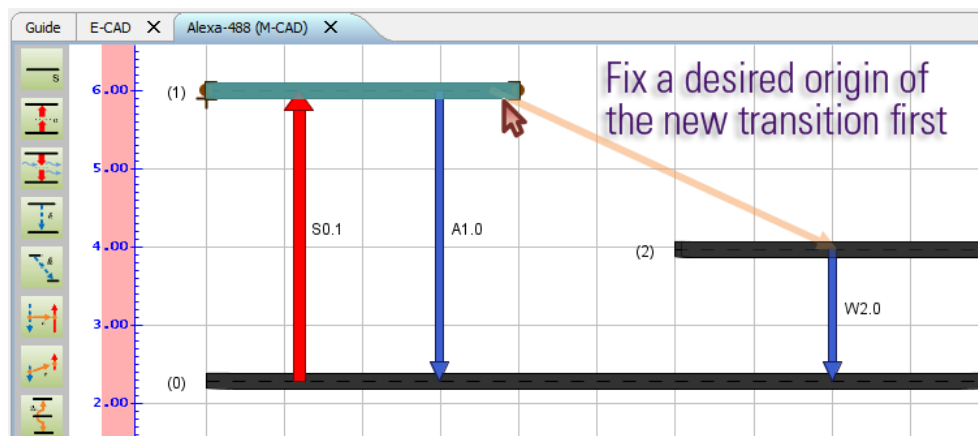 Guide E-CAD X Alexa-488 (M-CAD) X
Fix a desired origin of
the new transition first
(1)
6.00
5.00
S0.1
A1.0
4.00
(2)
3.00
W2.0
(0)
2.00
S